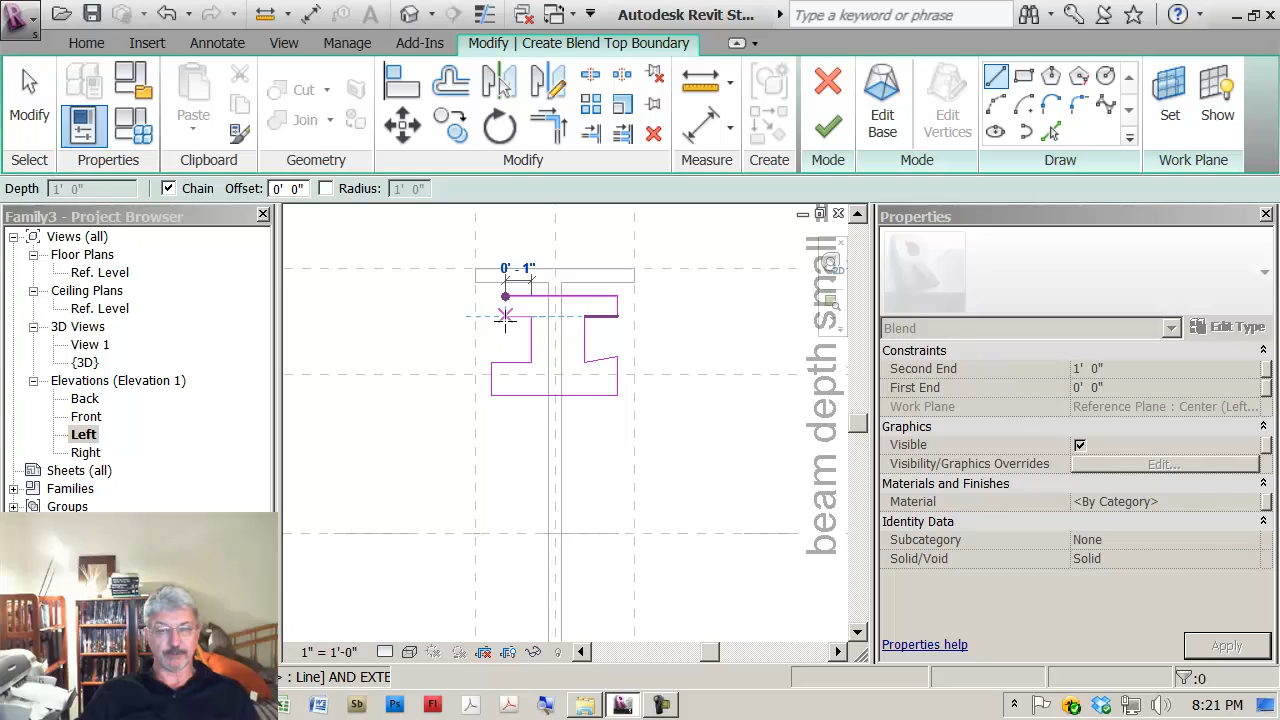 Autodesk Revit St...
Type a keyword or phrase
Home
Insert
Annotate
View
Manage
Add-Ins
Modify | Create Blend Top Boundary
Modify
Paste
Cut
Join
Edit
Base
Edit
Vertices
Set
Show
Select
Properties
Clipboard
Geometry
Modify
Measure
Create
Mode
Mode
Draw
Work Plane
Depth
1' 0"
Chain
Offset:
0' 0"
Radius:
1' 0"
Family3 - Project Browser
Views (all)
Floor Plans
Ref. Level
Ceiling Plans
Ref. Level
3D Views
View 1
{3D}
Elevations (Elevation 1)
Back
Front
Left
Right
Sheets (all)
Families
Groups
0' - 1"
beam depth small
2D
Properties
Blend
Edit Type
Constraints
Second End
1' 0"
First End
0' 0"
Work Plane
Reference Plane : Center (Left...
Graphics
Visible
Visibility/Graphics Overrides
Edit...
Materials and Finishes
Material
<By Category>
Identity Data
Subcategory
None
Solid/Void
Solid
Properties help
Apply
1" = 1'-0"
: Line] AND EXTE
:0
Sb
Ps
Fl
8:21 PM